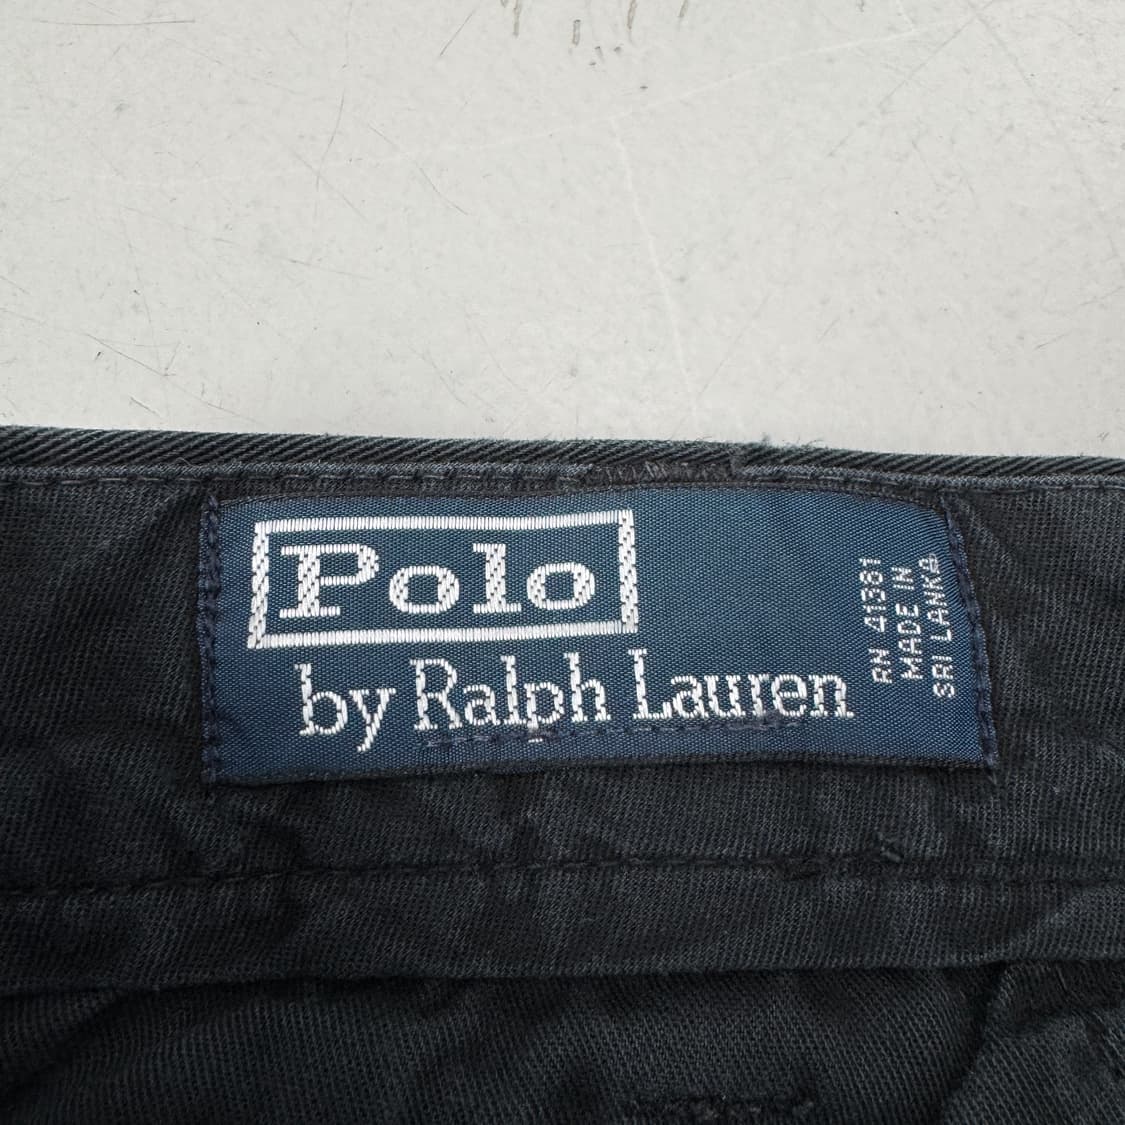 Polo
by Ralph Lauren
RN 41381
MADE IN
SRI LANKA